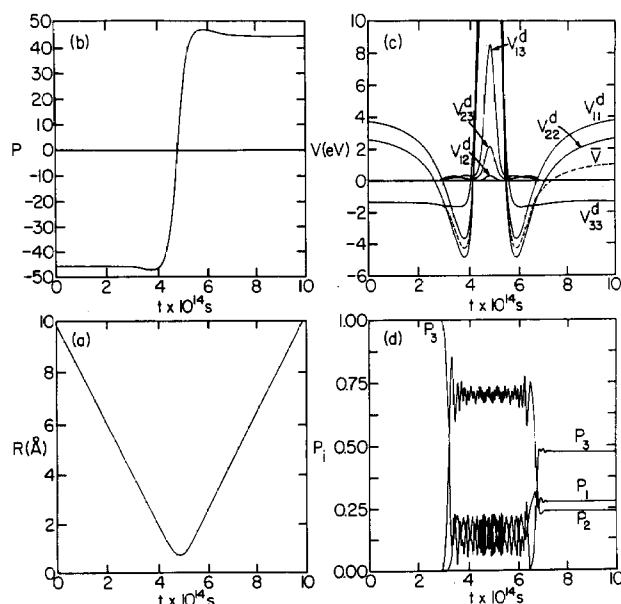 50
(b)
40
30
20
10
P 0
-10
-20
-30
-40
-50
0 2 4 6 8 10
t x 10¹⁴s
10
(c)
8
6
4
2
V(eV) 0
-2
-4
6
V₁₃ᵈ
V₂₃ᵈ
V₁₂ᵈ
V₁₁ᵈ
V₂₂ᵈ
V̄
V₃₃ᵈ
0 2 4 6 8 10
t x 10¹⁴s
10
(a)
8
6
R(Å)
4
2
0
0 2 4 6 8 10
t x 10¹⁴s
1.00
P₃ (d)
0.75
Pᵢ 0.50
0.25
0.00
P₃
P₁
P₂
0 2 4 6 8 10
t x 10¹⁴s